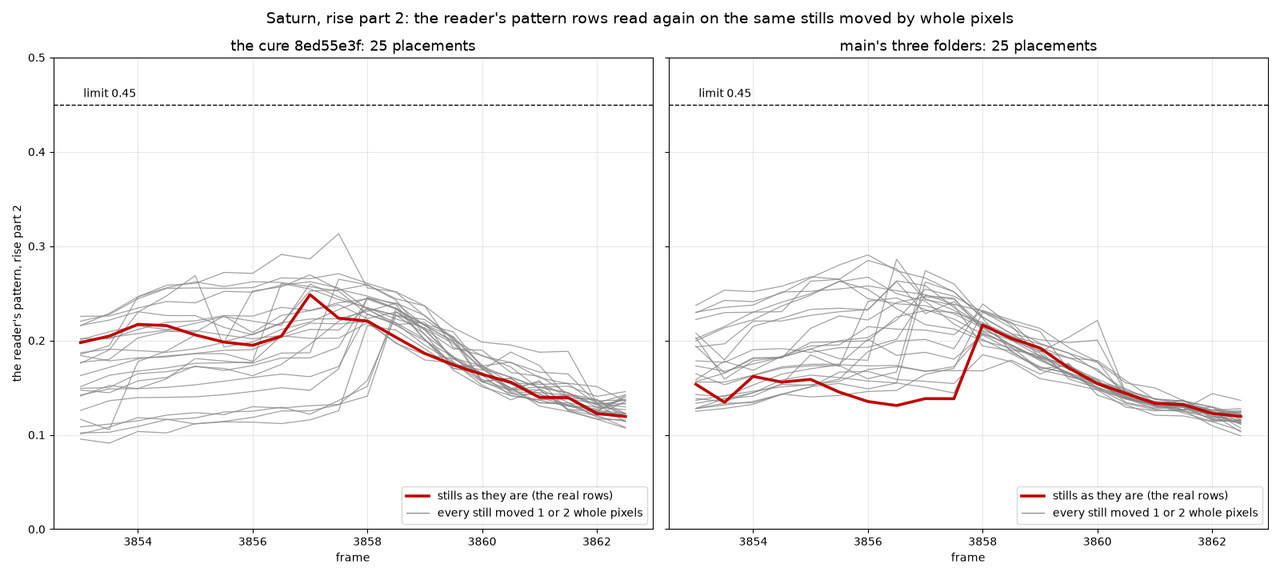 Saturn, rise part 2: the reader's pattern rows read again on the same stills moved by whole pixels
the cure 8ed55e3f: 25 placements
main's three folders: 25 placements
the reader's pattern, rise part 2
0.5
0.4
0.3
0.2
0.1
0.0
limit 0.45
limit 0.45
stills as they are (the real rows)
every still moved 1 or 2 whole pixels
stills as they are (the real rows)
every still moved 1 or 2 whole pixels
3854 3856 3858 3860 3862
3854 3856 3858 3860 3862
frame
frame